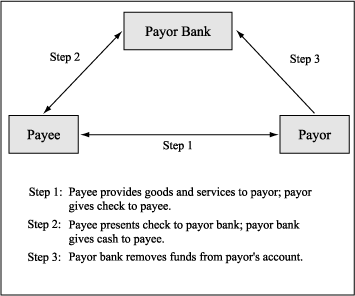 Payor Bank
Step 2
Step 3
Payee
Payor
Step 1
Step 1: Payee provides goods and services to payor; payor
gives check to payee.
Step 2: Payee presents check to payor bank; payor bank
gives cash to payee.
Step 3: Payor bank removes funds from payor's account.